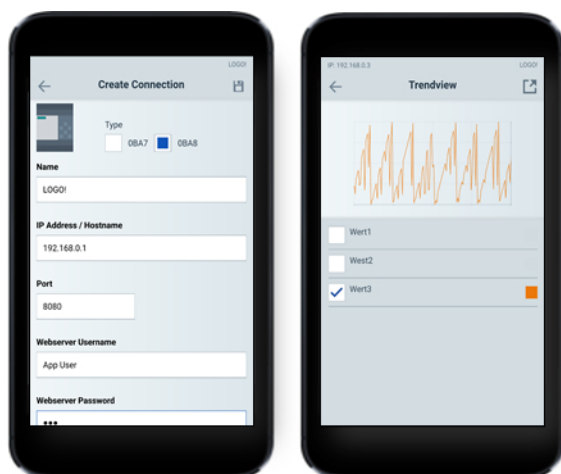 LOGO!
Create Connection
Type
0BA7
0BA8
Name
LOGO!
IP Address / Hostname
192.168.0.1
Port
8080
Webserver Username
App User
Webserver Password
•••
IP: 192.168.0.3
LOGO!
Trendview
Wert1
West2
Wert3